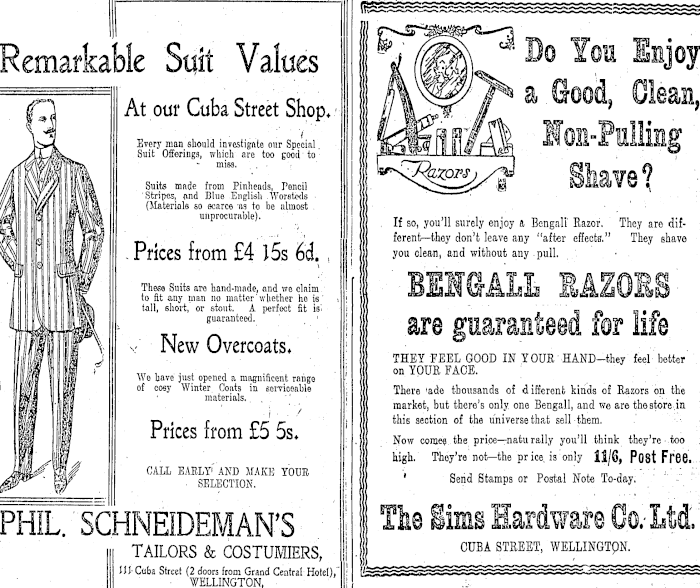 Remarkable Suit Values
At our Cuba Street Shop.
Every man should investigate our Special
Suit Offerings, which are too good to
miss.
Suits made from Pinheads, Pencil
Stripes, and Blue English Worsteds
(Materials so scarce as to be almost
unprocurable).
Prices from £4 15s 6d.
These Suits are hand-made, and we claim
to fit any man no matter whether he is
tall, short, or stout. A perfect fit is
guaranteed.
New Overcoats.
We have just opened a magnificent range
of cosy Winter Coats in serviceable
materials.
Prices from £5 5s.
CALL EARLY AND MAKE YOUR
SELECTION.
PHIL. SCHNEIDEMAN'S
TAILORS & COSTUMIERS,
111 Cuba Street (2 doors from Grand Central Hotel),
WELLINGTON,
Razors
Do You Enjoy
a Good, Clean,
Non-Pulling
Shave?
If so, you'll surely enjoy a Bengali Razor. They are dif-
ferent—they don't leave any "after effects." They shave
you clean, and without any pull.
BENGALL RAZORS
are guaranteed for life
THEY FEEL GOOD IN YOUR HAND—they feel better
on YOUR FACE.
There ade thousands of different kinds of Razors on the
market, but there's only one Bengall, and we are the store in
this section of the universe that sell them.
Now comes the price—naturally you'll think they're too
high. They're not—the price is only 11/6, Post Free.
Send Stamps or Postal Note To-day.
The Sims Hardware Co. Ltd.
CUBA STREET, WELLINGTON.